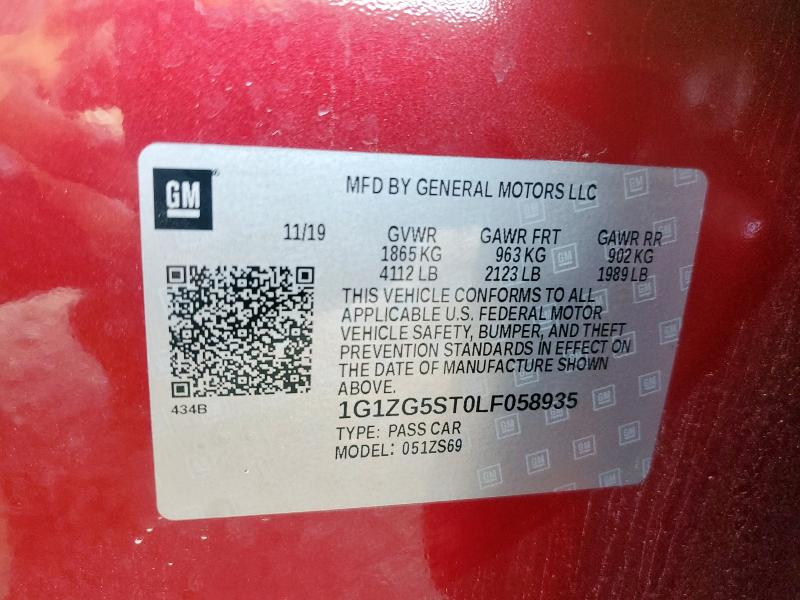 GM
MFD BY GENERAL MOTORS LLC
11/19 GVWR GAWR FRT GAWR RR
1865 KG 963 KG 902 KG
4112 LB 2123 LB 1989 LB
THIS VEHICLE CONFORMS TO ALL
APPLICABLE U.S. FEDERAL MOTOR
VEHICLE SAFETY, BUMPER, AND THEFT
PREVENTION STANDARDS IN EFFECT ON
THE DATE OF MANUFACTURE SHOWN
ABOVE.
434B
1G1ZG5ST0LF058935
TYPE: PASS CAR
MODEL: 051ZS69